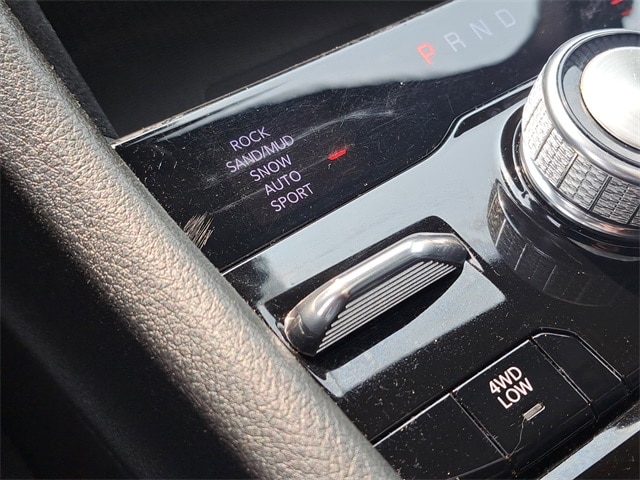 P R N D
ROCK
SAND/MUD
SNOW
AUTO
SPORT
4WD
LOW